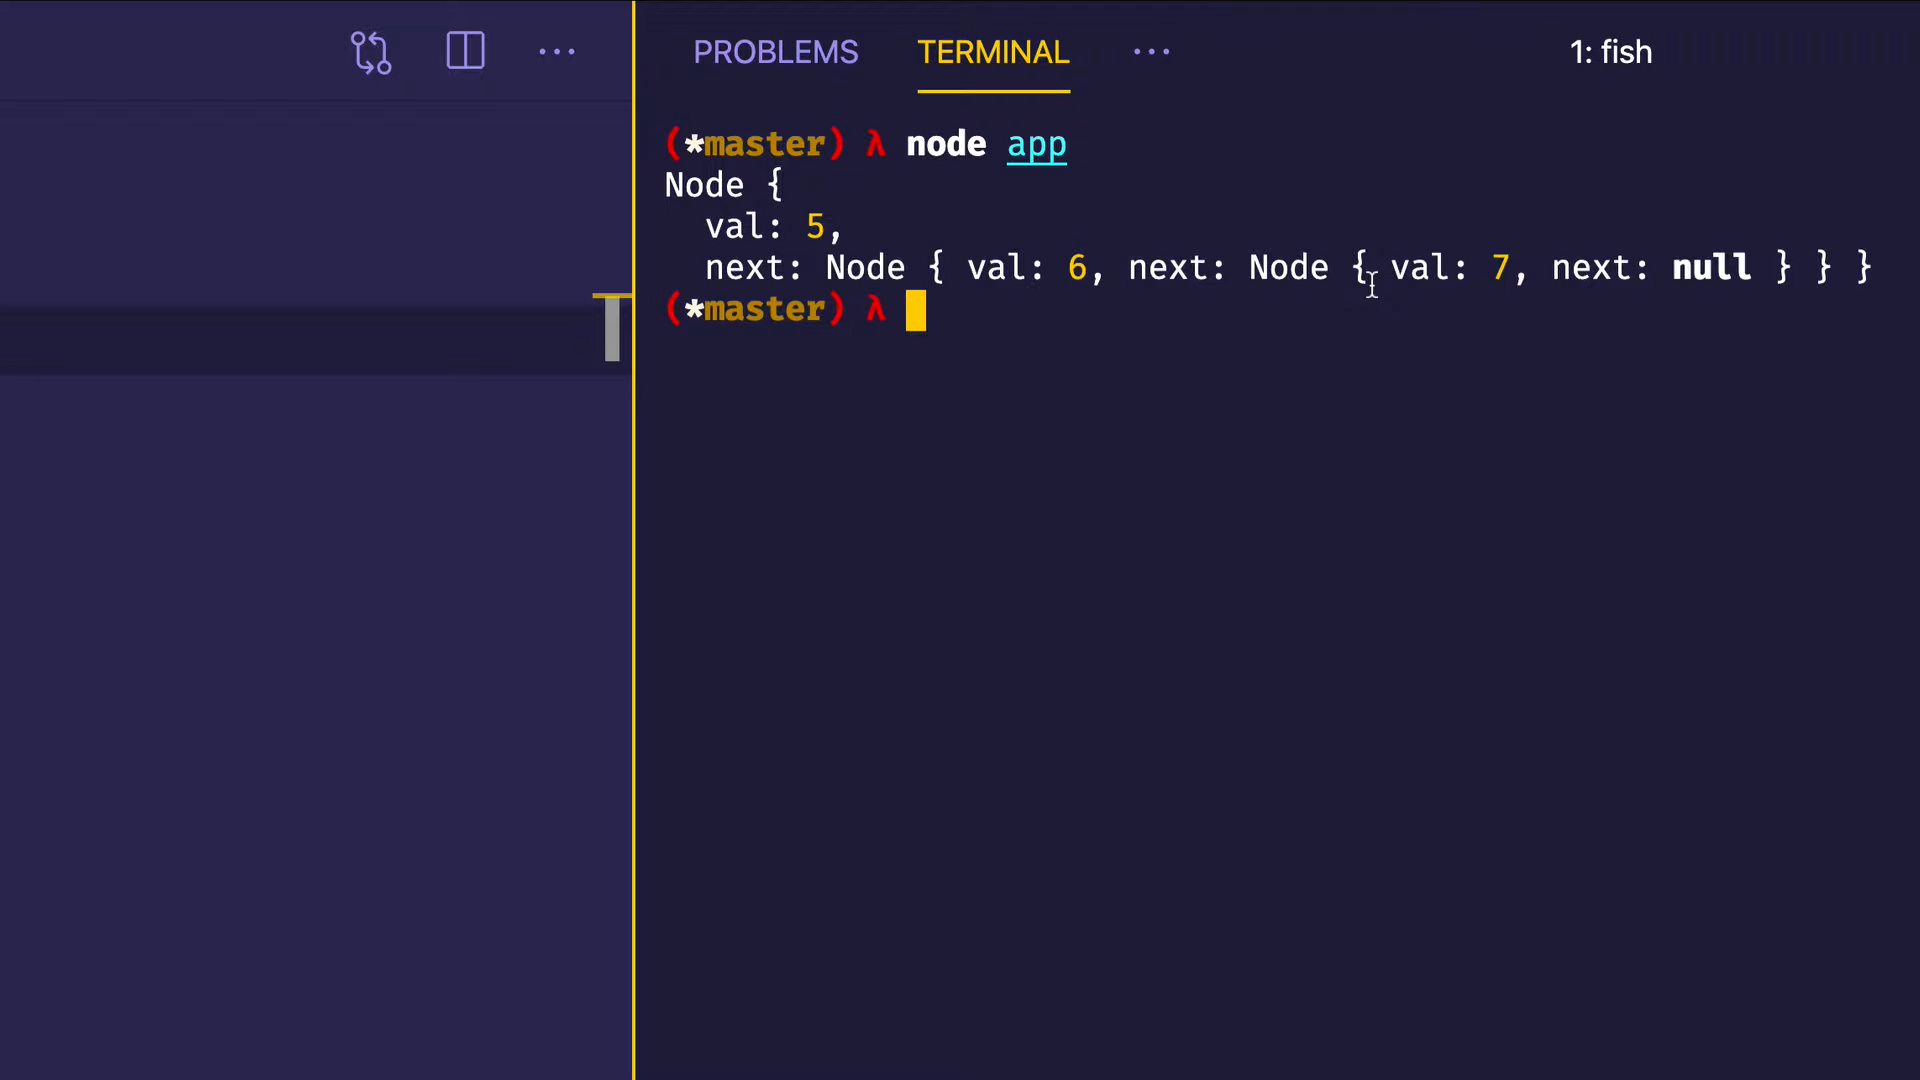 PROBLEMS TERMINAL ··· 1: fish
(*master) λ node app
Node {
  val: 5,
  next: Node { val: 6, next: Node { val: 7, next: null } } }
(*master) λ